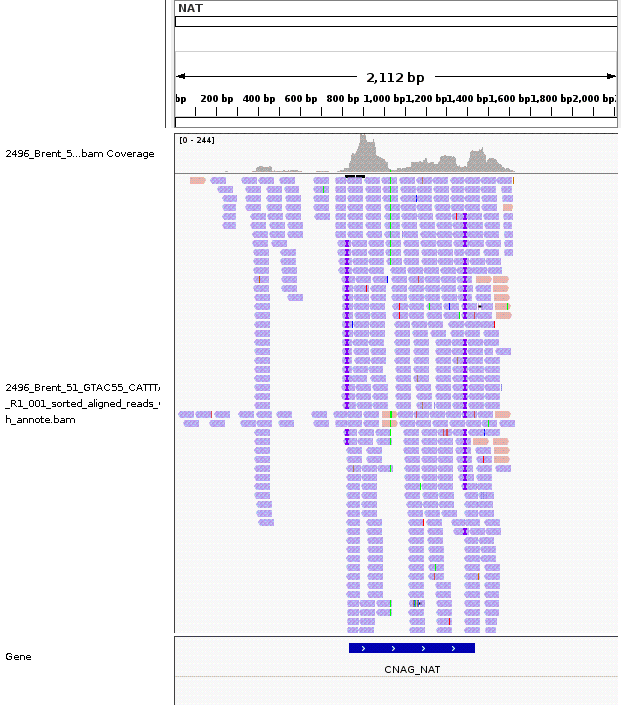 NAT
2,112 bp
bp 200 bp 400 bp 600 bp 800 bp 1,000 bp 1,200 bp 1,400 bp 1,600 bp 1,800 bp 2,000 bp
[0 - 244]
2496_Brent_5...bam Coverage
2496_Brent_51_GTAC55_CATTT
_R1_001_sorted_aligned_reads_
h_annote.bam
Gene
CNAG_NAT